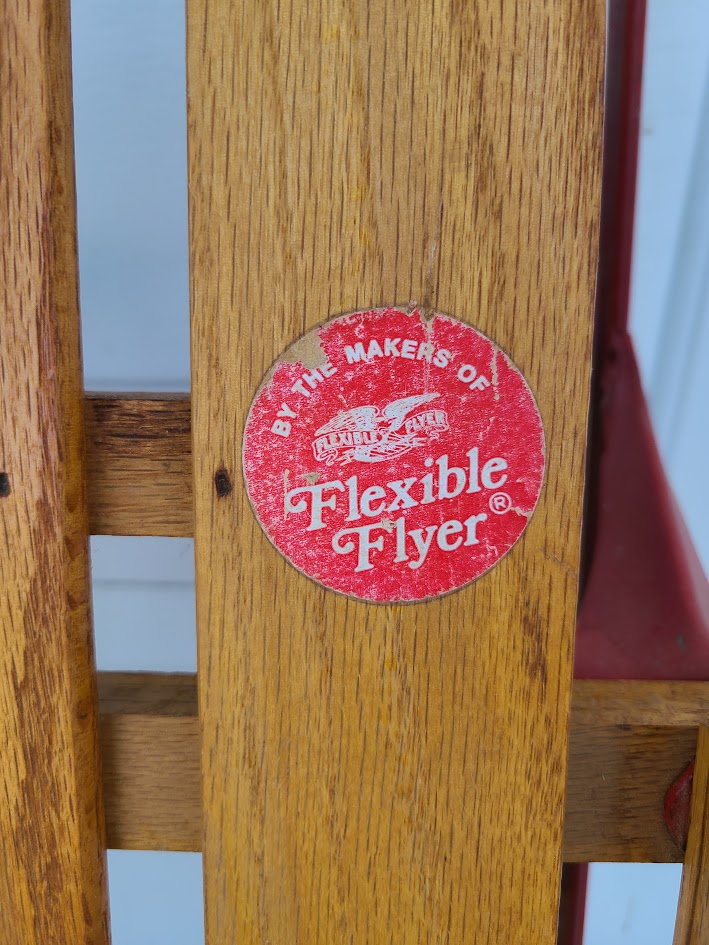 BY THE MAKERS OF
FLEXIBLE FLYER
Flexible
Flyer®